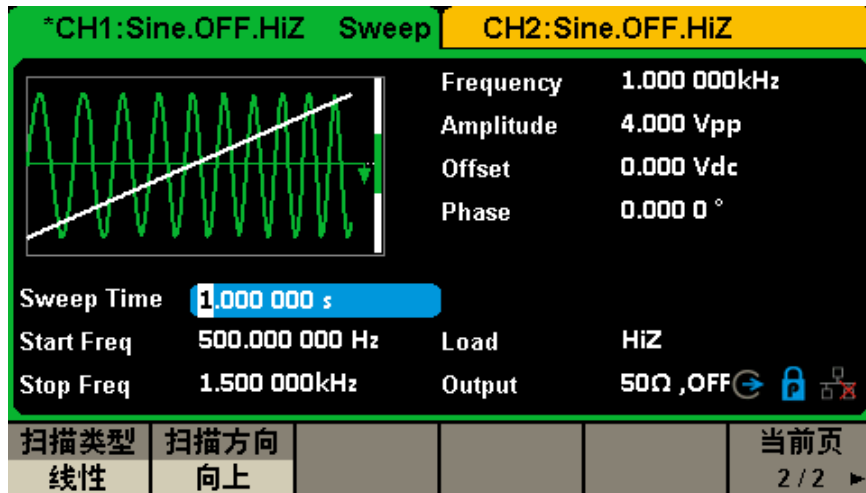 *CH1:Sine.OFF.HiZ Sweep CH2:Sine.OFF.HiZ
Frequency 1.000 000kHz
Amplitude 4.000 Vpp
Offset 0.000 Vdc
Phase 0.000 0 °
Sweep Time 1.000 000 s
Start Freq 500.000 000 Hz Load HiZ
Stop Freq 1.500 000kHz Output 50Ω ,OFF P
扫描类型 扫描方向 当前页
线性 向上 2/2 ►